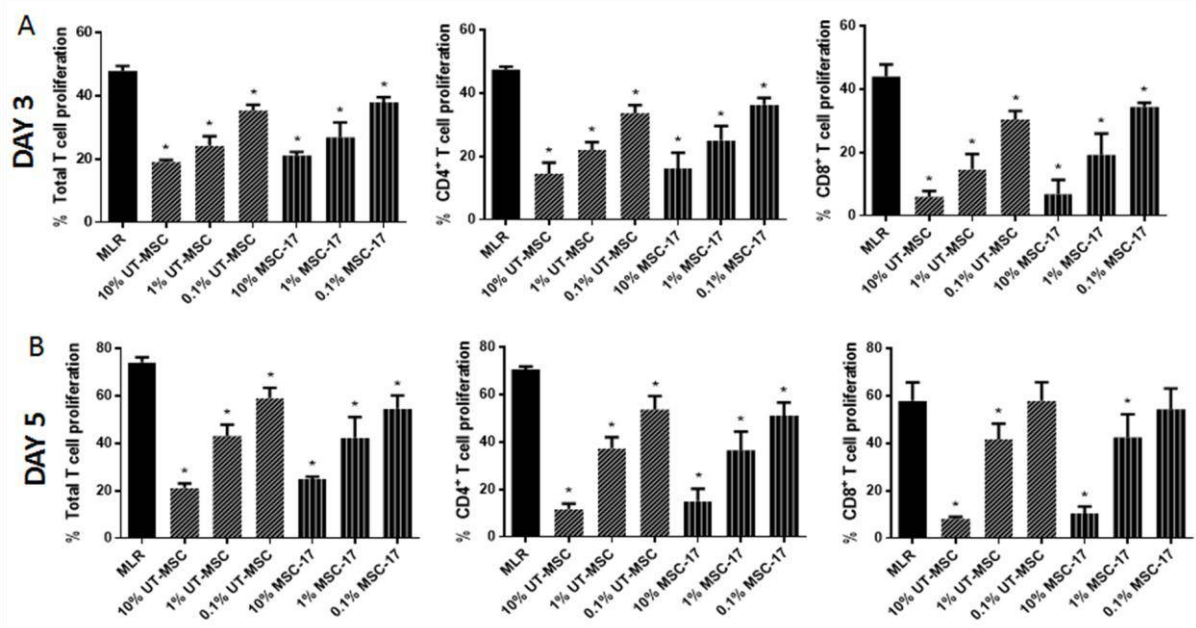 A
DAY 3
% Total T cell proliferation
60
40
20
0
*
*
*
*
*
*
MLR
10% UT-MSC
1% UT-MSC
0.1% UT-MSC
10% MSC-17
1% MSC-17
0.1% MSC-17
% CD4⁺ T cell proliferation
60
40
20
0
*
*
*
*
*
*
MLR
10% UT-MSC
1% UT-MSC
0.1% UT-MSC
10% MSC-17
1% MSC-17
0.1% MSC-17
% CD8⁺ T cell proliferation
60
40
20
0
*
*
*
*
*
*
MLR
10% UT-MSC
1% UT-MSC
0.1% UT-MSC
10% MSC-17
1% MSC-17
0.1% MSC-17
B
DAY 5
% Total T cell proliferation
80
60
40
20
0
*
*
*
*
*
*
MLR
10% UT-MSC
1% UT-MSC
0.1% UT-MSC
10% MSC-17
1% MSC-17
0.1% MSC-17
% CD4⁺ T cell proliferation
80
60
40
20
0
*
*
*
*
*
*
MLR
10% UT-MSC
1% UT-MSC
0.1% UT-MSC
10% MSC-17
1% MSC-17
0.1% MSC-17
% CD8⁺ T cell proliferation
80
60
40
20
0
*
*
*
*
MLR
10% UT-MSC
1% UT-MSC
0.1% UT-MSC
10% MSC-17
1% MSC-17
0.1% MSC-17